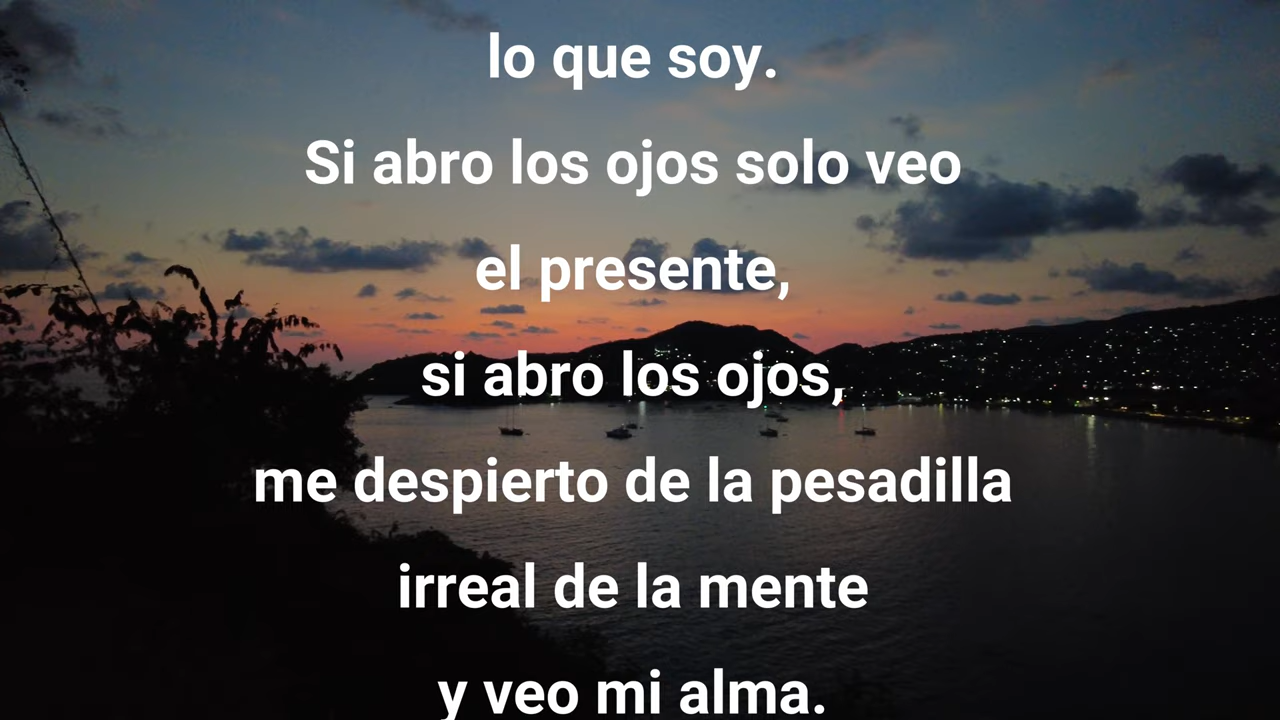 lo que soy.
Si abro los ojos solo veo
el presente,
si abro los ojos,
me despierto de la pesadilla
irreal de la mente
y veo mi alma.